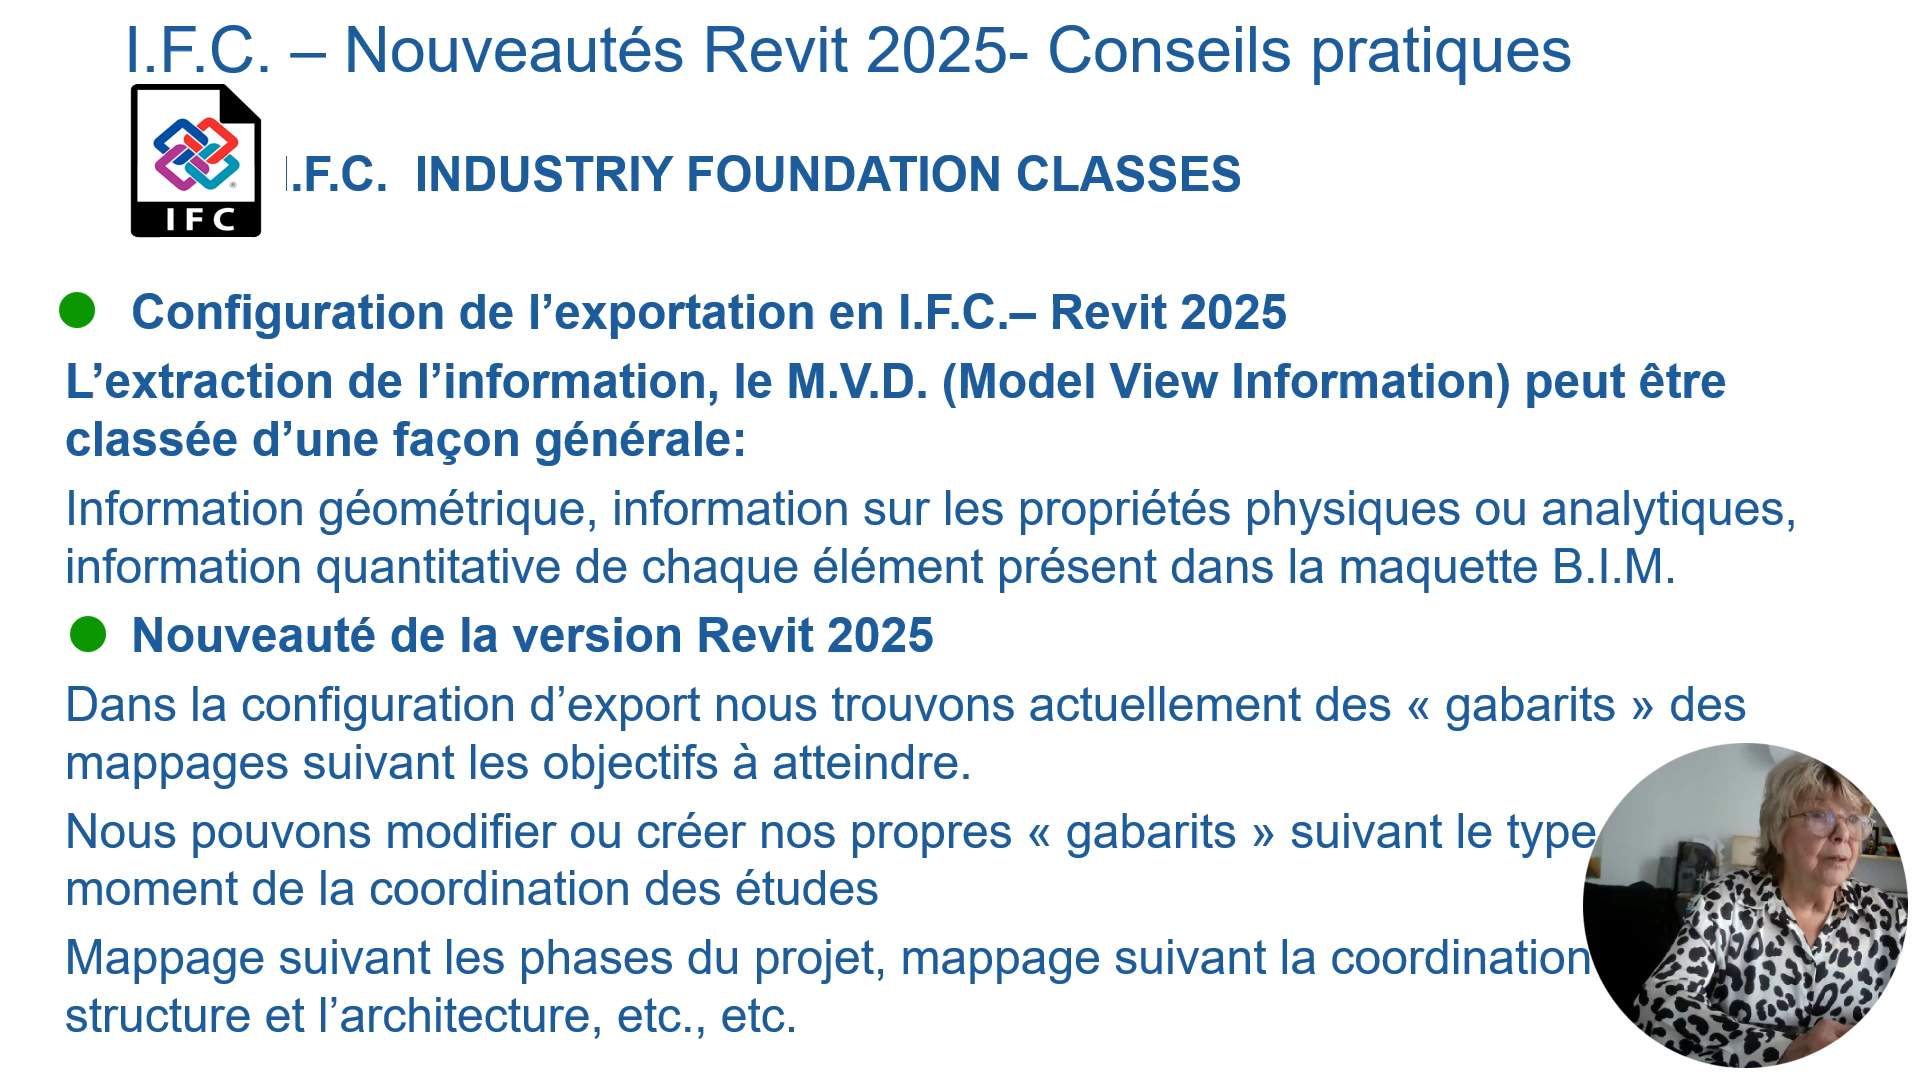 I.F.C. – Nouveautés Revit 2025- Conseils pratiques
IFC
I.F.C. INDUSTRIY FOUNDATION CLASSES
Configuration de l’exportation en I.F.C.– Revit 2025
L’extraction de l’information, le M.V.D. (Model View Information) peut être
classée d’une façon générale:
Information géométrique, information sur les propriétés physiques ou analytiques,
information quantitative de chaque élément présent dans la maquette B.I.M.
Nouveauté de la version Revit 2025
Dans la configuration d’export nous trouvons actuellement des « gabarits » des
mappages suivant les objectifs à atteindre.
Nous pouvons modifier ou créer nos propres « gabarits » suivant le type
moment de la coordination des études
Mappage suivant les phases du projet, mappage suivant la coordination
structure et l’architecture, etc., etc.